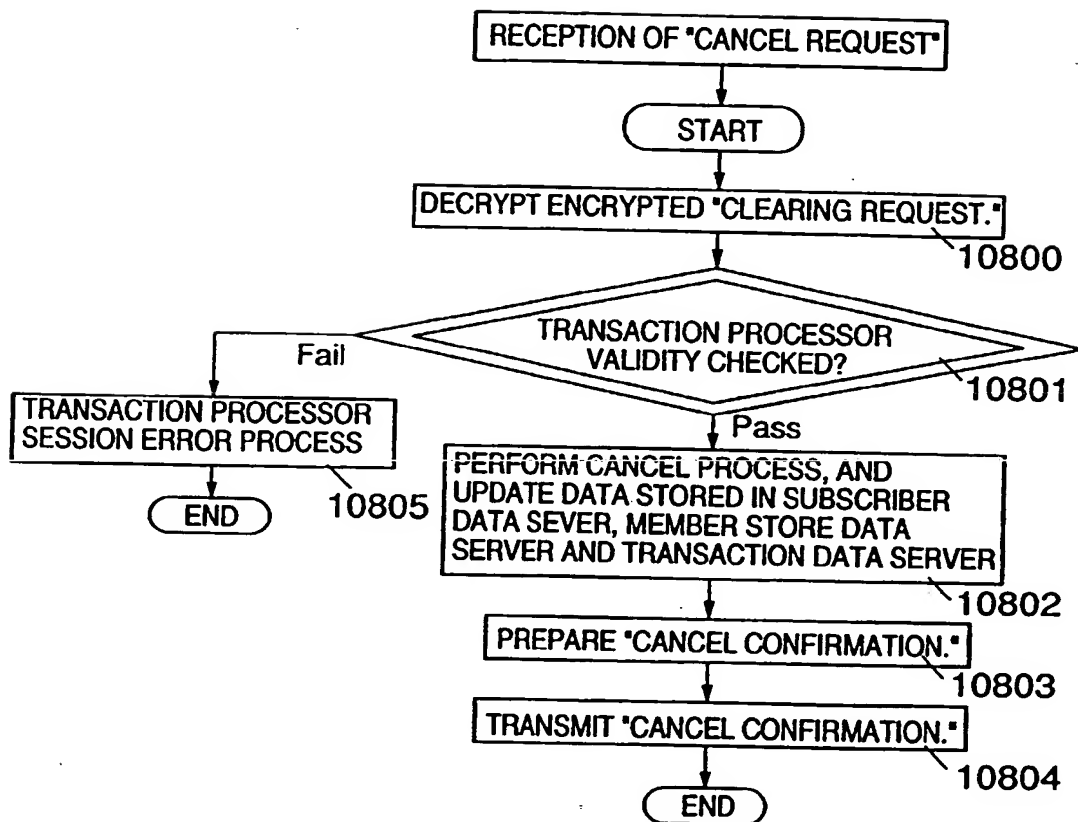 RECEPTION OF "CANCEL REQUEST"
START
DECRYPT ENCRYPTED "CLEARING REQUEST."
10800
TRANSACTION PROCESSOR
VALIDITY CHECKED?
10801
Fail
Pass
TRANSACTION PROCESSOR
SESSION ERROR PROCESS
10805
END
PERFORM CANCEL PROCESS, AND
UPDATE DATA STORED IN SUBSCRIBER
DATA SEVER, MEMBER STORE DATA
SERVER AND TRANSACTION DATA SERVER
10802
PREPARE "CANCEL CONFIRMATION."
10803
TRANSMIT "CANCEL CONFIRMATION."
10804
END